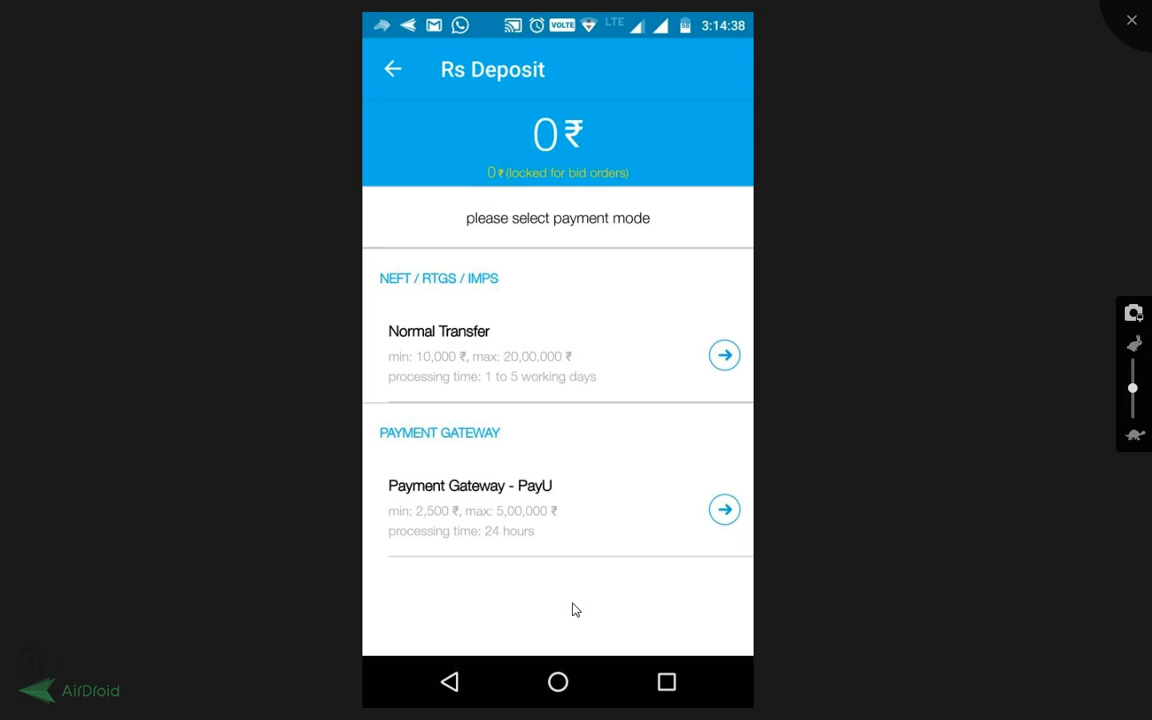 VOLTE LTE 3:14:38
Rs Deposit
0₹
0₹ (locked for bid orders)
please select payment mode
NEFT / RTGS / IMPS
Normal Transfer
min: 10,000 ₹, max: 20,00,000 ₹
processing time: 1 to 5 working days
PAYMENT GATEWAY
Payment Gateway - PayU
min: 2,500 ₹, max: 5,00,000 ₹
processing time: 24 hours
AirDroid